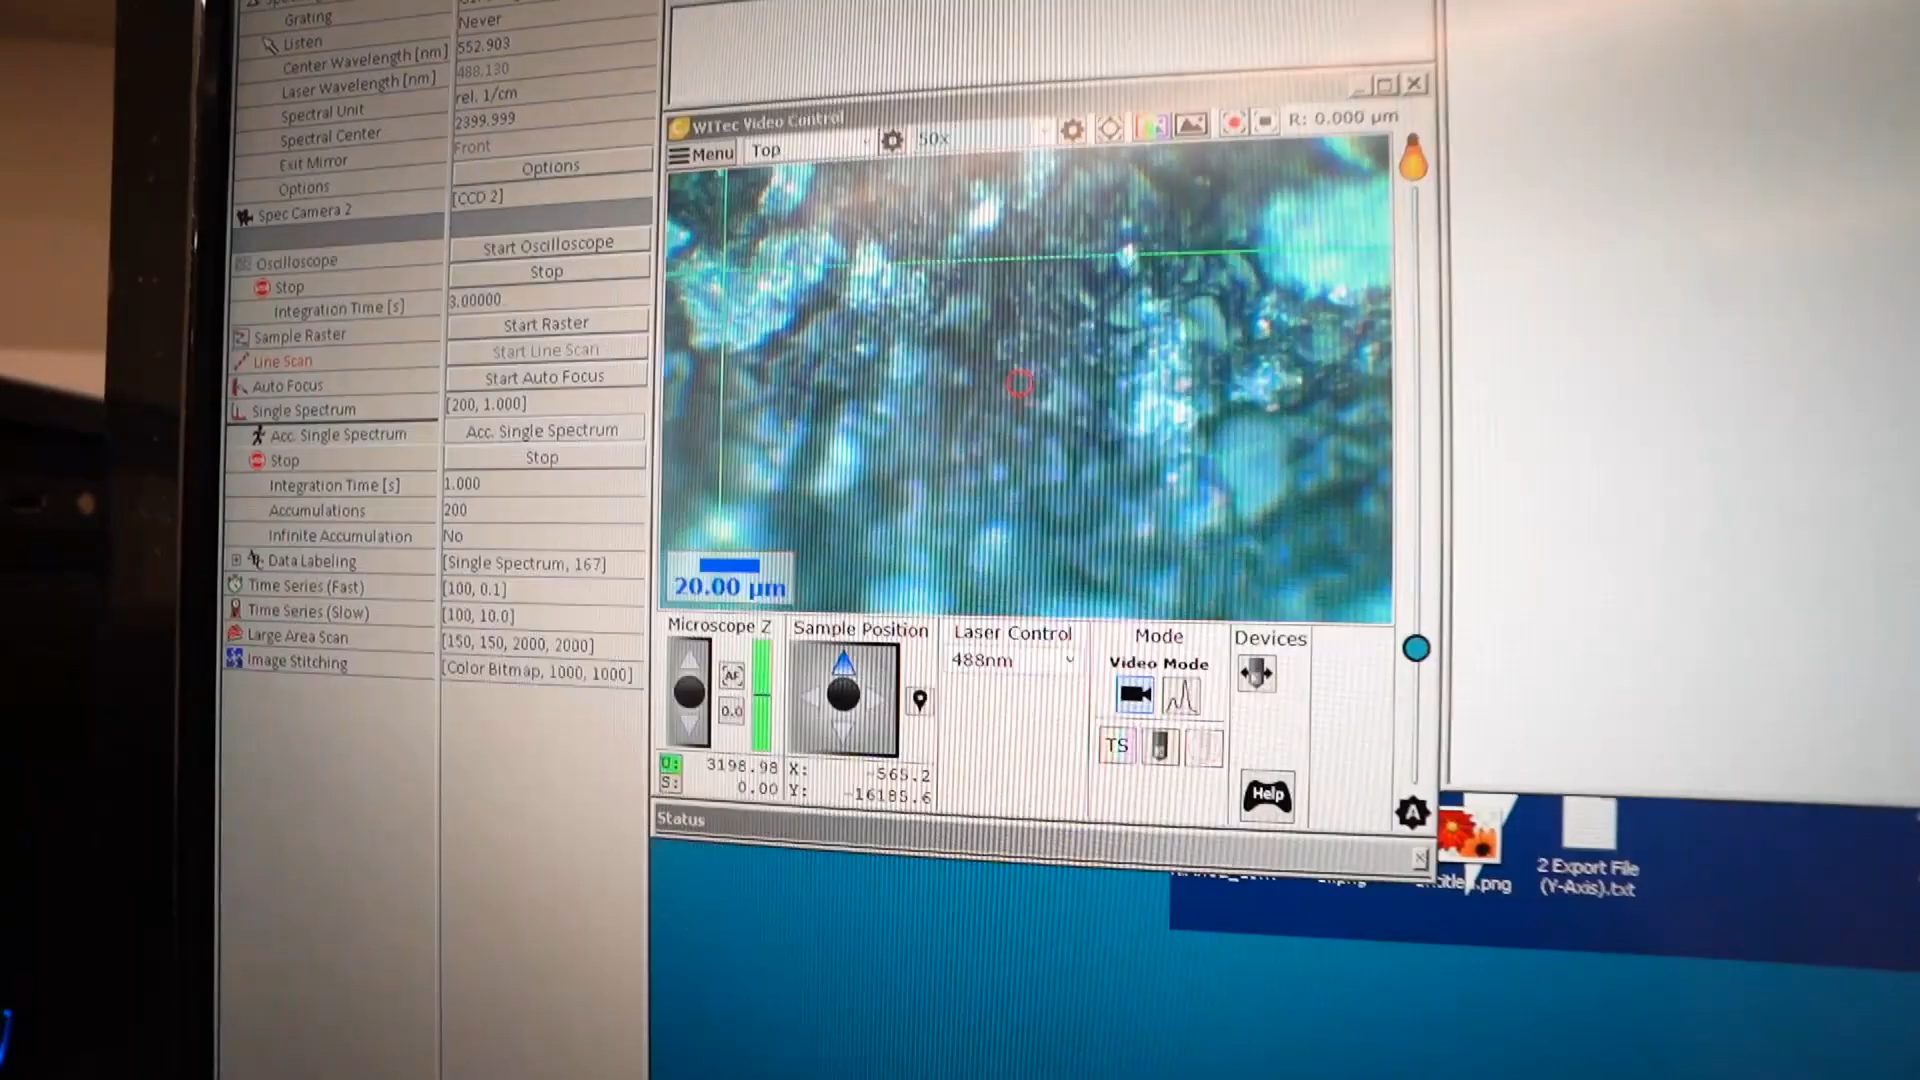 Grating
Listen Never
Center Wavelength [nm] 552.903
Laser Wavelength [nm] 488.130
Spectral Unit rel. 1/cm
Spectral Center 2399.999
Exit Mirror Front
Options Options
Spec Camera 2 [CCD 2]
Oscilloscope Start Oscilloscope
Stop Stop
Integration Time [s] 3.00000
Sample Raster Start Raster
Line Scan Start Line Scan
Auto Focus Start Auto Focus
Single Spectrum [200, 1.000]
Acc. Single Spectrum Acc. Single Spectrum
Stop Stop
Integration Time [s] 1.000
Accumulations 200
Infinite Accumulation No
Data Labeling [Single Spectrum, 167]
Time Series (Fast) [100, 0.1]
Time Series (Slow) [100, 10.0]
Large Area Scan [150, 150, 2000, 2000]
Image Stitching [Color Bitmap, 1000, 1000]
WITec Video Control
Menu Top 50x R: 0.000 µm
20.00 µm
Microscope Z Sample Position Laser Control Mode Devices
488nm Video Mode
AF
0.0
TS
U: 3198.98 X: -565.2
S: 0.00 Y: -16185.6
Help
A
Status
2 Export File
(Y-Axis).txt